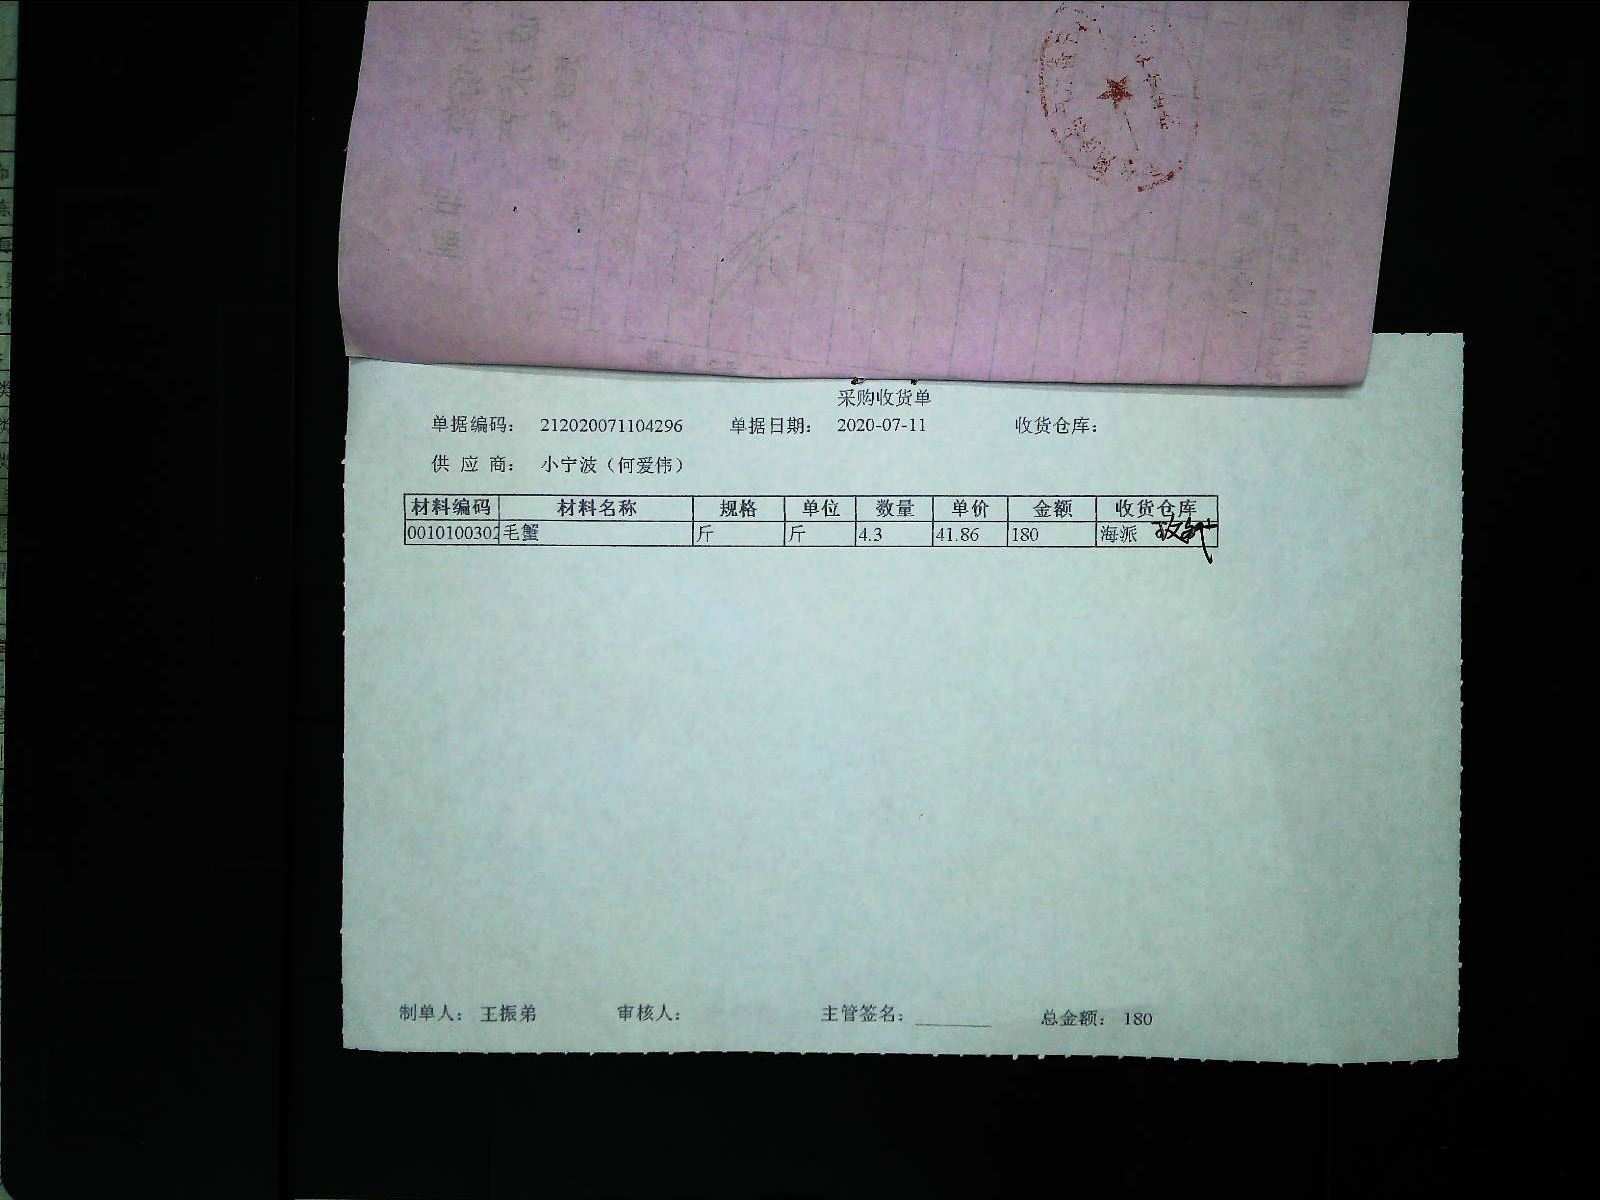 采购收货单
单据编码： 212020071104296 单据日期： 2020-07-11 收货仓库：
供 应 商： 小宁波（何爱伟）
材料编码 材料名称 规格 单位 数量 单价 金额 收货仓库
0010100302 毛蟹 斤 斤 4.3 41.86 180 海派
制单人： 王振弟 审核人： 主管签名： 总金额： 180